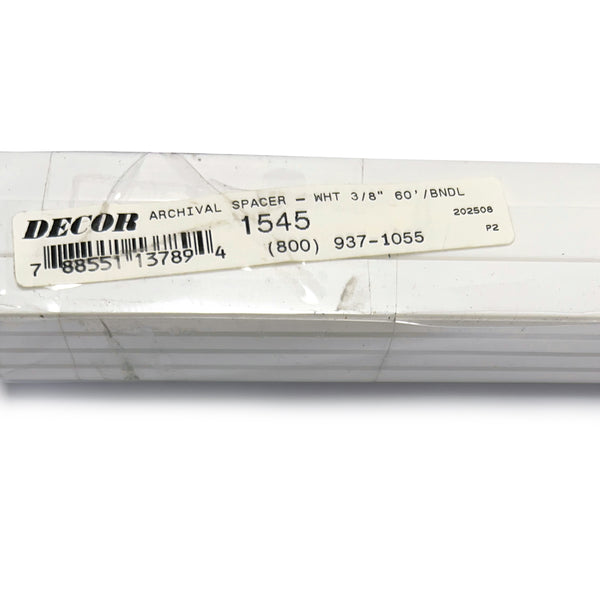 DECOR ARCHIVAL SPACER - WHT 3/8" 60'/BNDL
1545 202508
(800) 937-1055 P2
7 88551 13789 4